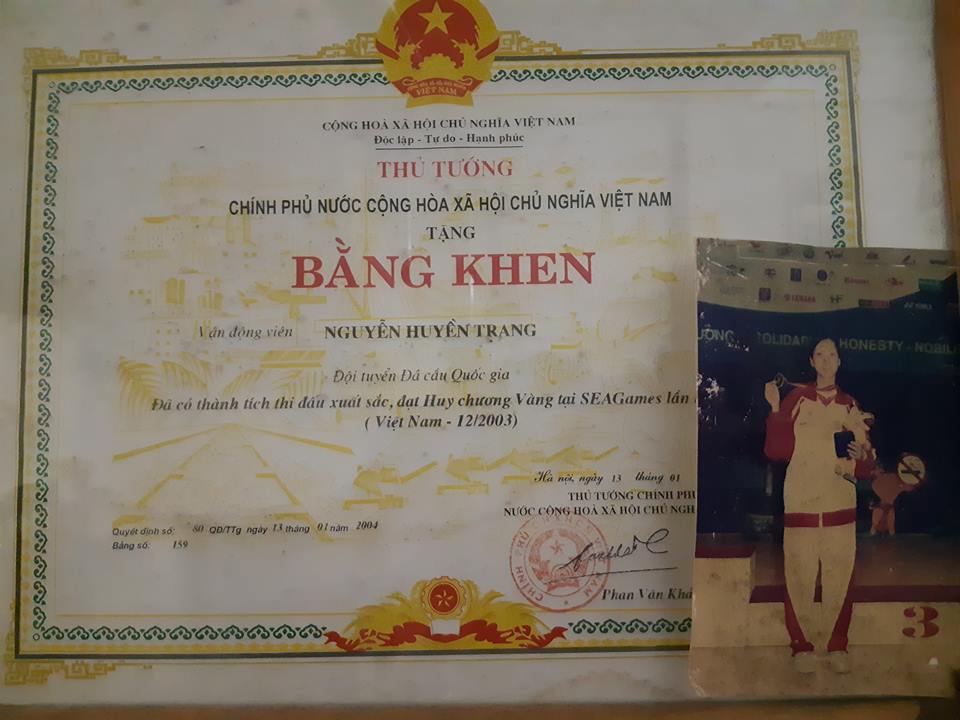 VIỆT NAM
CỘNG HOÀ XÃ HỘI CHỦ NGHĨA VIỆT NAM
Độc lập - Tự do - Hạnh phúc
THỦ TƯỚNG
CHÍNH PHỦ NƯỚC CỘNG HÒA XÃ HỘI CHỦ NGHĨA VIỆT NAM
TẶNG
BẰNG KHEN
Vận động viên NGUYỄN HUYỀN TRANG
Đội tuyển Đá cầu Quốc gia
Đã có thành tích thi đấu xuất sắc, đạt Huy chương Vàng tại SEAGames lần
( Việt Nam - 12/2003)
Hà nội, ngày 13 tháng 01
THỦ TƯỚNG CHÍNH PHỦ
NƯỚC CỘNG HOÀ XÃ HỘI CHỦ NGH
Quyết định số: 80 QĐ/TTg ngày 13 tháng 01 năm 2004
Bằng số: 159
Phan Văn Khả
YAMAHA
HONESTY - NOBIL
3